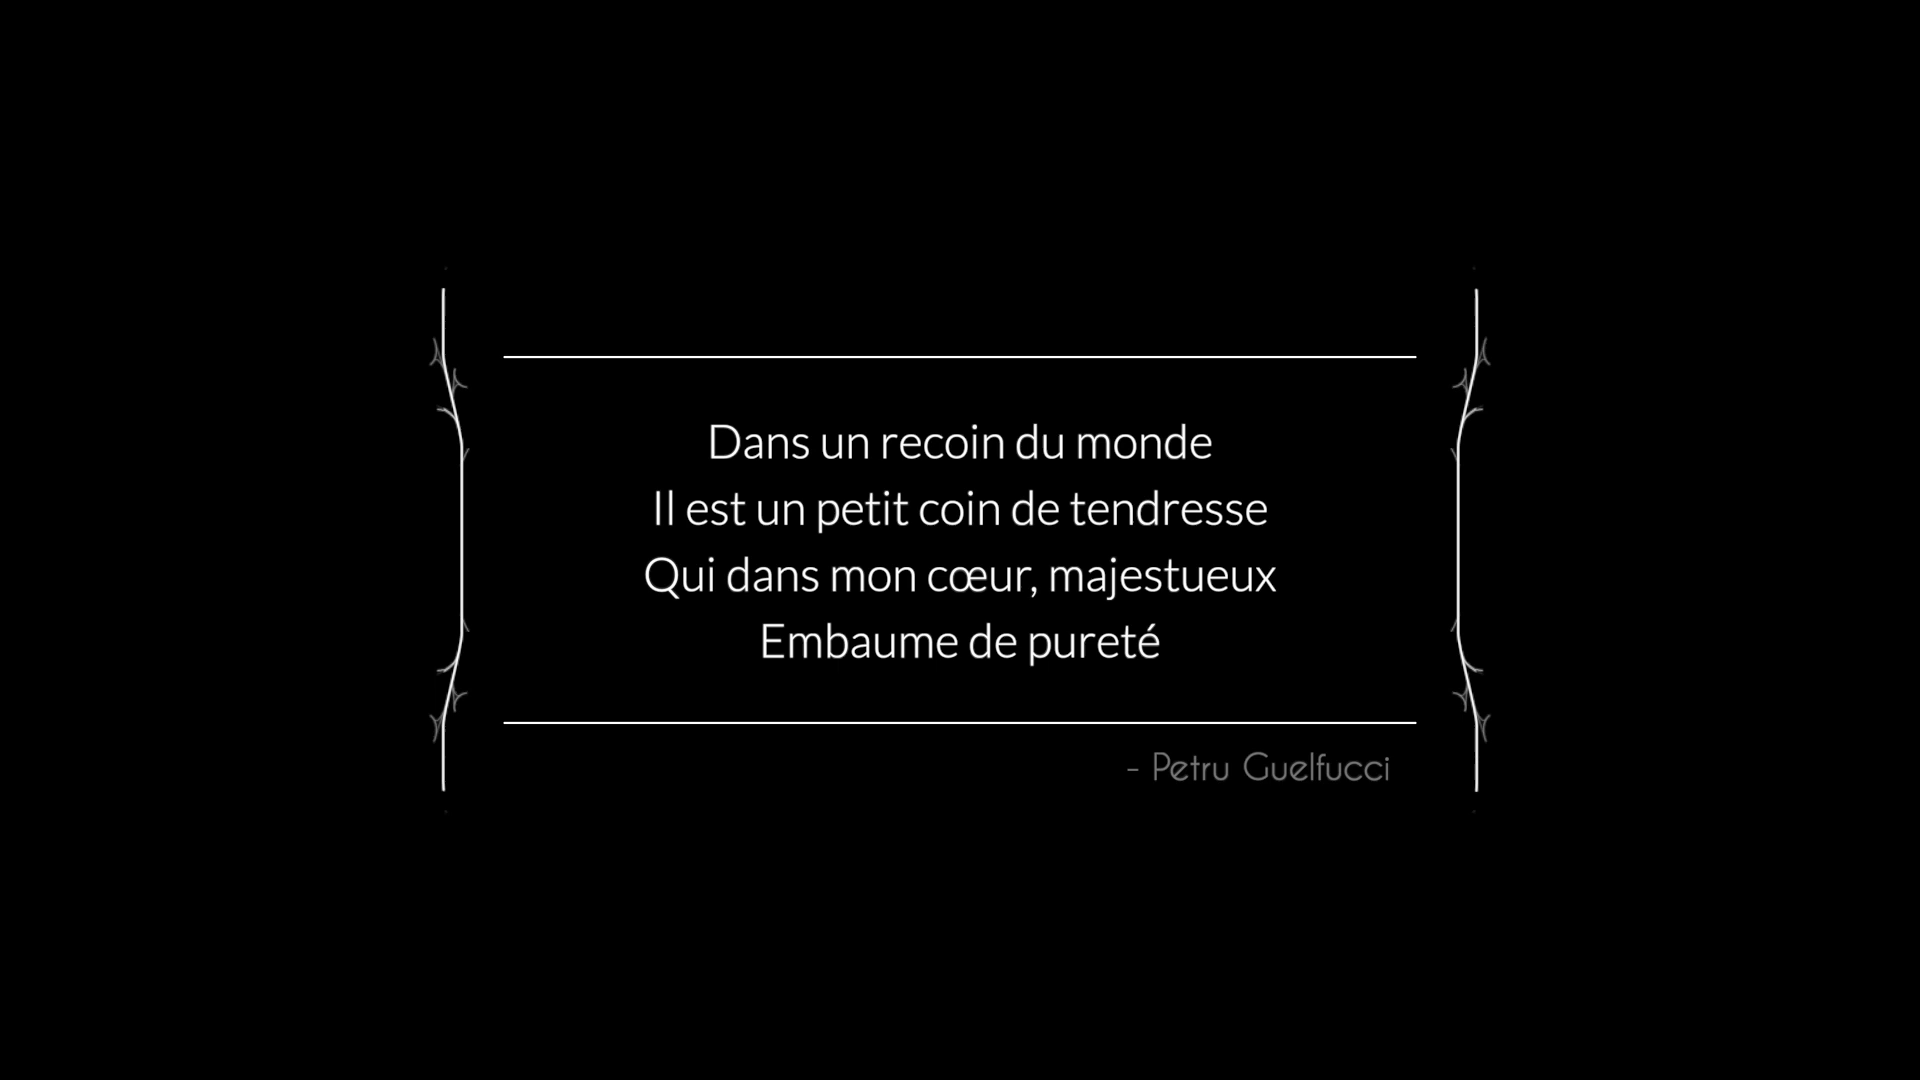 Dans un recoin du monde
Il est un petit coin de tendresse
Qui dans mon cœur, majestueux
Embaume de pureté
- Petru Guelfucci